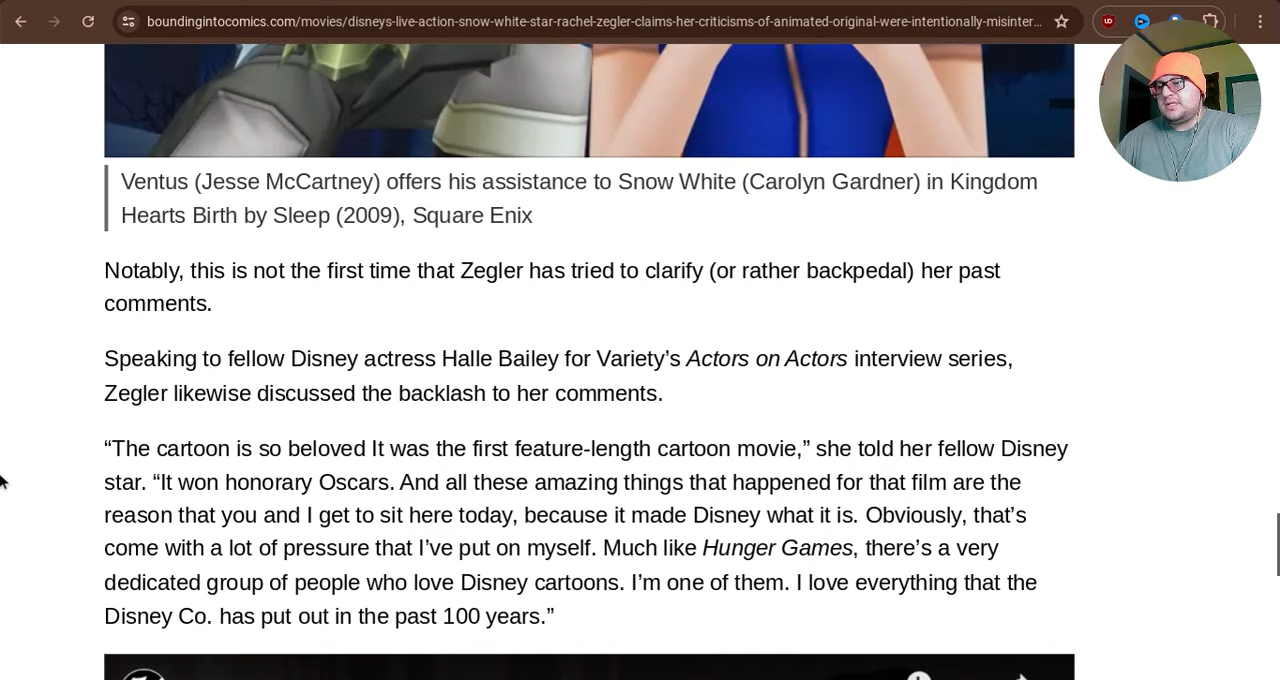 boundingintocomics.com/movies/disneys-live-action-snow-white-star-rachel-zegler-claims-her-criticisms-of-animated-original-were-intentionally-misinter...
Ventus (Jesse McCartney) offers his assistance to Snow White (Carolyn Gardner) in Kingdom
Hearts Birth by Sleep (2009), Square Enix
Notably, this is not the first time that Zegler has tried to clarify (or rather backpedal) her past
comments.
Speaking to fellow Disney actress Halle Bailey for Variety’s Actors on Actors interview series,
Zegler likewise discussed the backlash to her comments.
“The cartoon is so beloved It was the first feature-length cartoon movie,” she told her fellow Disney
star. “It won honorary Oscars. And all these amazing things that happened for that film are the
reason that you and I get to sit here today, because it made Disney what it is. Obviously, that’s
come with a lot of pressure that I’ve put on myself. Much like Hunger Games, there’s a very
dedicated group of people who love Disney cartoons. I’m one of them. I love everything that the
Disney Co. has put out in the past 100 years.”